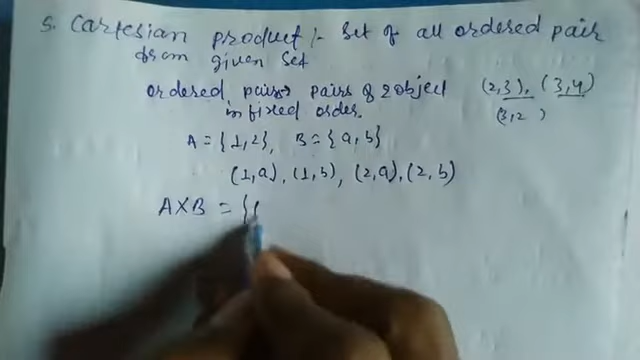 5. Cartesian product :- Set of all ordered pair
from given set
ordered pair → pairs of 2 object (2,3), (3,4)
in fixed order. (3,2)
A = {1,2}, B = {a,b}
(1,a), (1,b), (2,a), (2,b)
A×B = {(